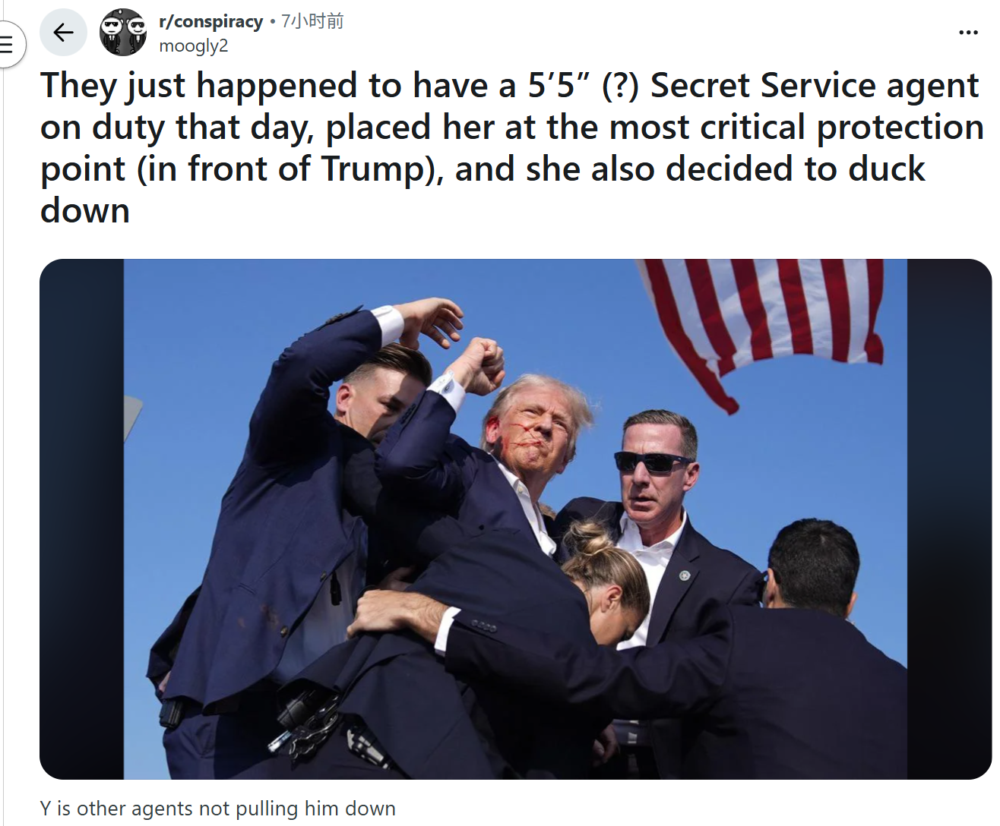 r/conspiracy • 7小时前
moogly2
They just happened to have a 5’5” (?) Secret Service agent
on duty that day, placed her at the most critical protection
point (in front of Trump), and she also decided to duck
down
Y is other agents not pulling him down